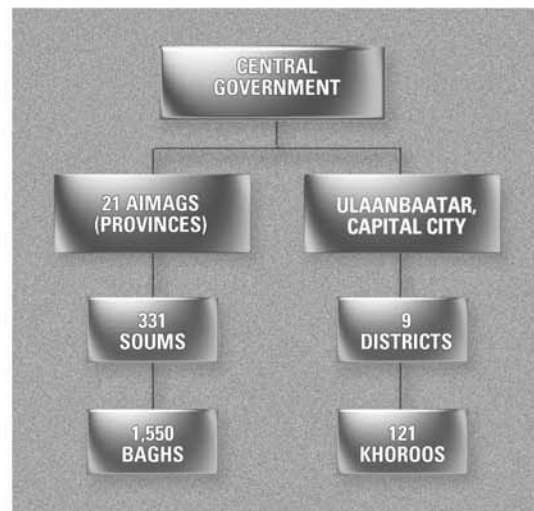 CENTRAL
GOVERNMENT
21 AIMAGS
(PROVINCES)
ULAANBAATAR,
CAPITAL CITY
331
SOUMS
9
DISTRICTS
1,550
BAGHS
121
KHOROOS